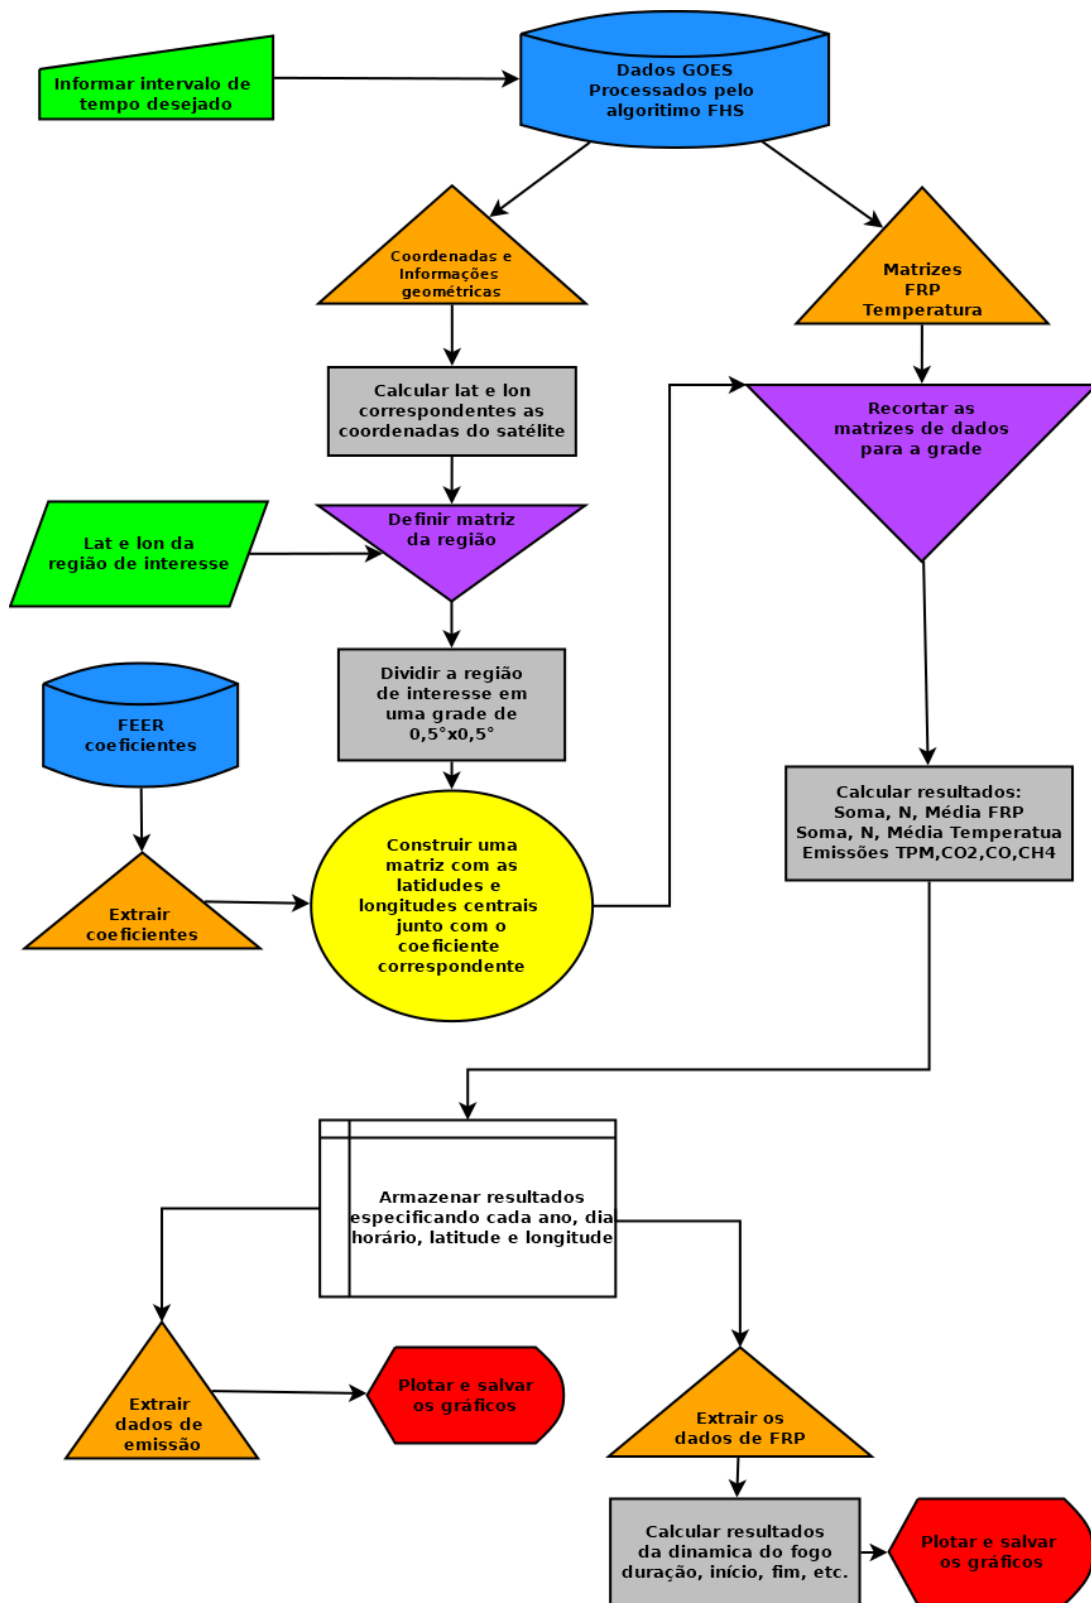 Informar intervalo de
tempo desejado
Dados GOES
Processados pelo
algoritimo FHS
Coordenadas e
Informações
geométricas
Matrizes
FRP
Temperatura
Calcular lat e lon
correspondentes as
coordenadas do satélite
Recortar as
matrizes de dados
para a grade
Definir matriz
da região
Lat e lon da
região de interesse
Dividir a região
de interesse em
uma grade de
0,5°x0,5°
FEER
coeficientes
Calcular resultados:
Soma, N, Média FRP
Soma, N, Média Temperatua
Emissões TPM,CO2,CO,CH4
Construir uma
matriz com as
latidudes e
longitudes centrais
junto com o
coeficiente
correspondente
Extrair
coeficientes
Armazenar resultados
especificando cada ano, dia
horário, latitude e longitude
Extrair
dados de
emissão
Plotar e salvar
os gráficos
Extrair os
dados de FRP
Calcular resultados
da dinamica do fogo
duração, início, fim, etc.
Plotar e salvar
os gráficos